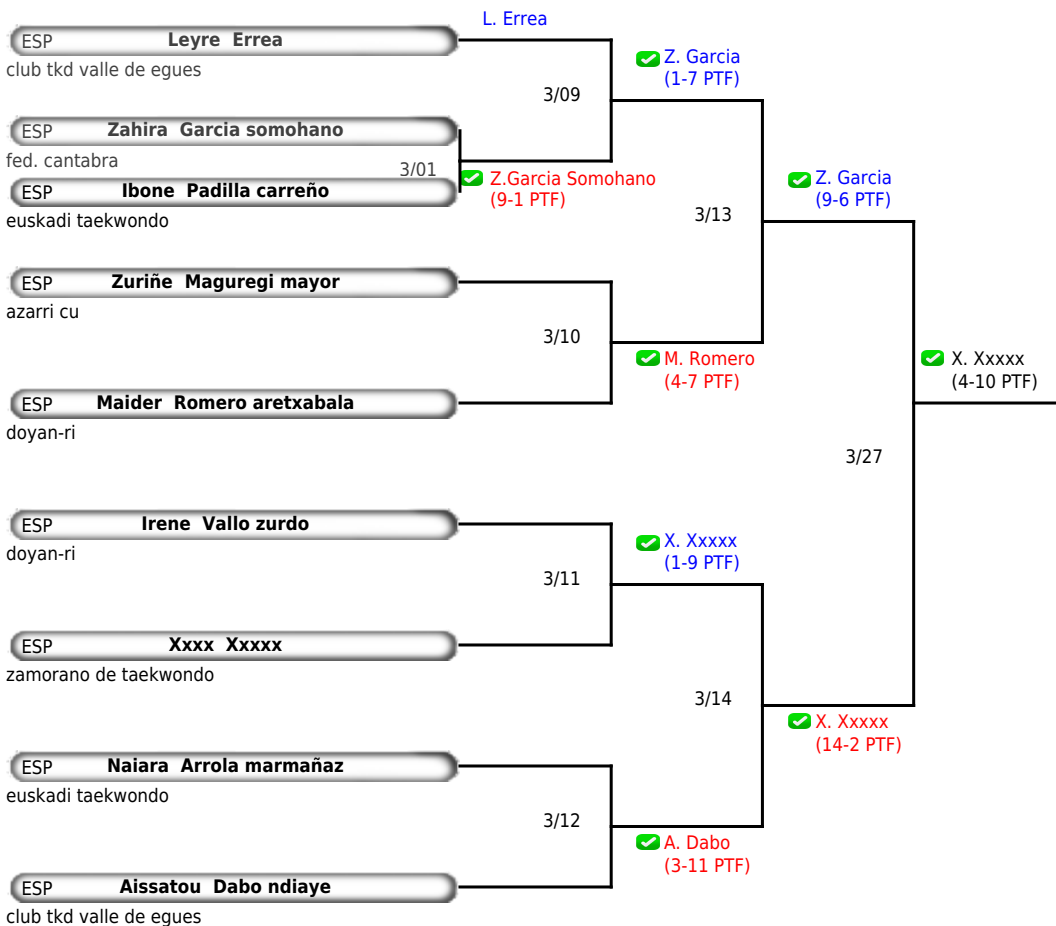 L. Errea
ESP Leyre Errea
club tkd valle de egues
Z. Garcia
(1-7 PTF)
3/09
ESP Zahira Garcia somohano
fed. cantabra
3/01
Z.Garcia Somohano
(9-1 PTF)
ESP Ibone Padilla carreño
euskadi taekwondo
Z. Garcia
(9-6 PTF)
3/13
ESP Zuriñe Maguregi mayor
azarri cu
3/10
M. Romero
(4-7 PTF)
X. Xxxxx
(4-10 PTF)
ESP Maider Romero aretxabala
doyan-ri
3/27
ESP Irene Vallo zurdo
doyan-ri
X. Xxxxx
(1-9 PTF)
3/11
ESP Xxxx Xxxxx
zamorano de taekwondo
3/14
X. Xxxxx
(14-2 PTF)
ESP Naiara Arrola marmañaz
euskadi taekwondo
3/12
A. Dabo
(3-11 PTF)
ESP Aissatou Dabo ndiaye
club tkd valle de egues